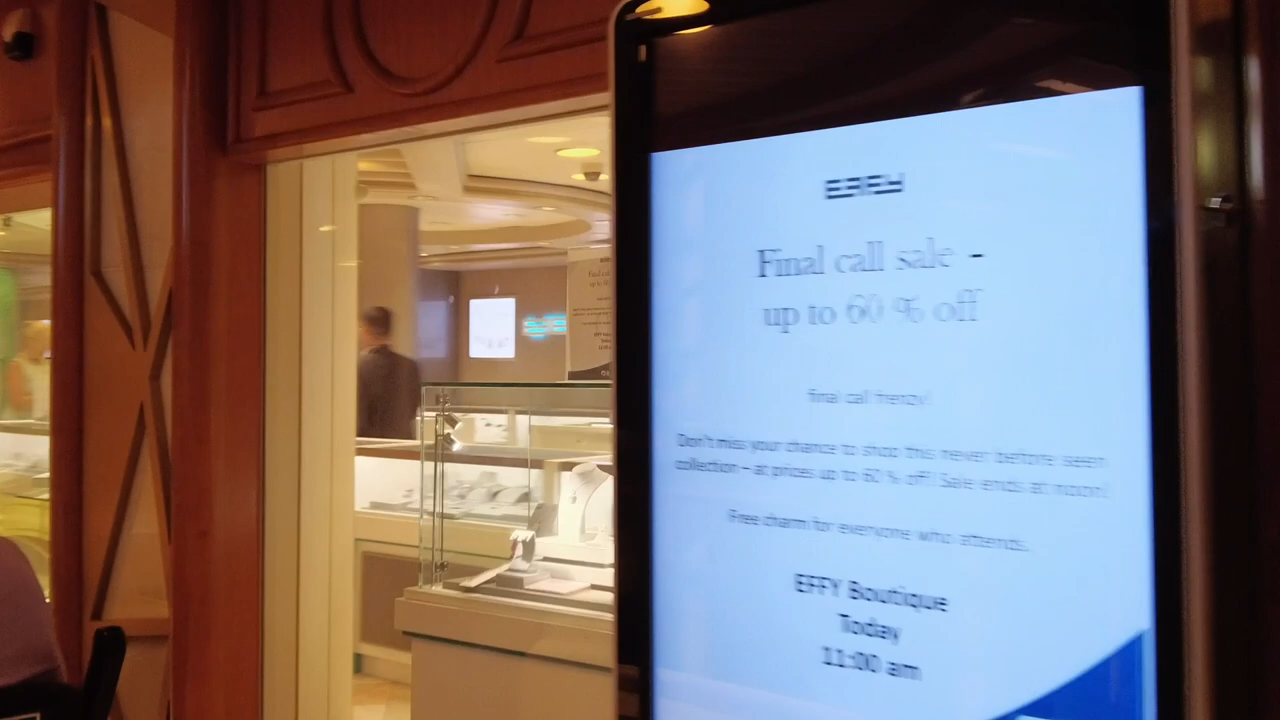 EFFY
Final call sale –
up to 60 % off
final call frenzy!
Don't miss your chance to shop this never before seen
collection – at prices up to 60 % off! Sale ends at noon!
Free charm for everyone who attends.
EFFY Boutique
Today
11:00 am